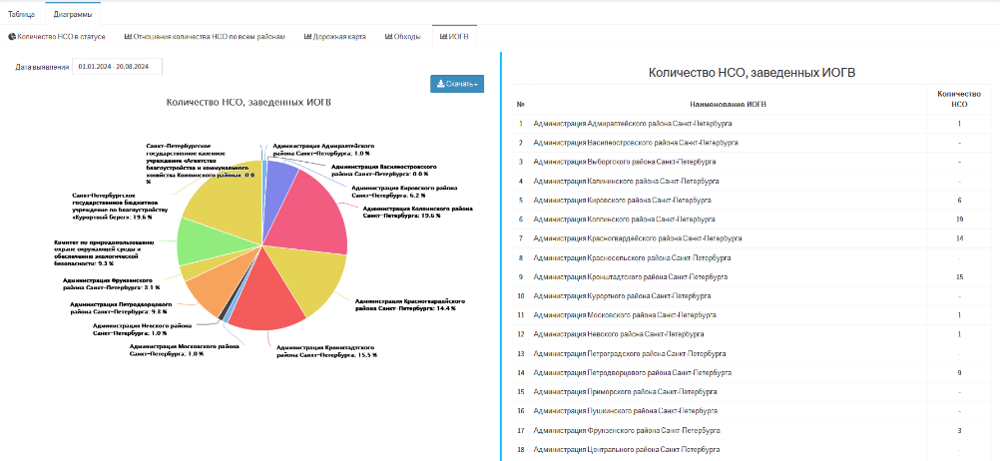 Таблица
Диаграммы
Количество НСО в статусе
Отношение количества НСО по всем районам
Дорожная карта
Обходы
ИОГВ
Дата выявления
01.01.2024 - 20.08.2024
Скачать
Количество НСО, заведенных ИОГВ
Санкт-Петербургское
государственное казенное
учреждение «Агентство
благоустройства и коммунального
хозяйства Колпинского района»: 0.0
%
Администрация Адмиралтейского
района Санкт-Петербурга: 1.0 %
Администрация Василеостровского
района Санкт-Петербурга: 0.0 %
Администрация Кировского района
Санкт-Петербурга: 6.2 %
Администрация Колпинского района
Санкт-Петербурга: 19.6 %
Администрация Красногвардейского
района Санкт-Петербурга: 14.4 %
Администрация Кронштадтского
района Санкт-Петербурга: 15.5 %
Администрация Московского района
Санкт-Петербурга: 1.0 %
Администрация Невского района
Санкт-Петербурга: 1.0 %
Администрация Петродворцового
района Санкт-Петербурга: 9.3 %
Администрация Фрунзенского
района Санкт-Петербурга: 3.1 %
Комитет по природопользованию
охране окружающей среды и
обеспечению экологической
безопасности: 9.3 %
Санкт-Петербургское
государственное бюджетное
учреждение по благоустройству
«Курортный берег»: 19.6 %
Количество НСО, заведенных ИОГВ
№ Наименование ИОГВ Количество
НСО
1 Администрация Адмиралтейского района Санкт-Петербурга 1
2 Администрация Василеостровского района Санкт-Петербурга -
3 Администрация Выборгского района Санкт-Петербурга -
4 Администрация Калининского района Санкт-Петербурга -
5 Администрация Кировского района Санкт-Петербурга 6
6 Администрация Колпинского района Санкт-Петербурга 19
7 Администрация Красногвардейского района Санкт-Петербурга 14
8 Администрация Красносельского района Санкт-Петербурга -
9 Администрация Кронштадтского района Санкт-Петербурга 15
10 Администрация Курортного района Санкт-Петербурга -
11 Администрация Московского района Санкт-Петербурга 1
12 Администрация Невского района Санкт-Петербурга 1
13 Администрация Петроградского района Санкт-Петербурга -
14 Администрация Петродворцового района Санкт-Петербурга 9
15 Администрация Приморского района Санкт-Петербурга -
16 Администрация Пушкинского района Санкт-Петербурга -
17 Администрация Фрунзенского района Санкт-Петербурга 3
18 Администрация Центрального района Санкт-Петербурга -